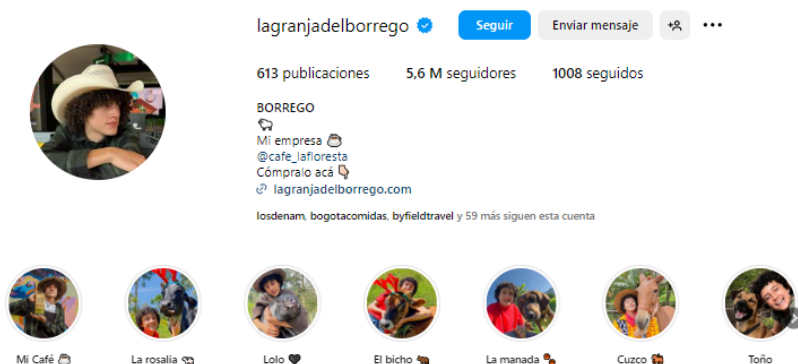 lagranjadelborrego Seguir Enviar mensaje
613 publicaciones 5,6 M seguidores 1008 seguidos
BORREGO
🐑
Mi empresa ☕
@cafe_lafloresta
Cómpralo acá 👇
lagranjadelborrego.com
losdenam, bogotacomidas, byfieldtravel y 59 más siguen esta cuenta
Mi Café ☕ La rosalía 🐄 Lolo 🖤 El bicho 🐂 La manada 🐾 Cuzco 🐴 Toño